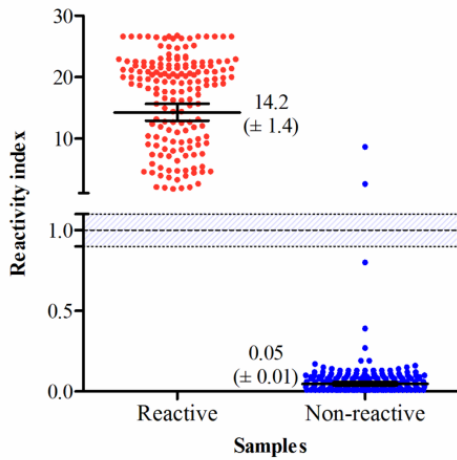 30
20
10
1.0
0.5
0.0
Reactivity index
14.2
(± 1.4)
0.05
(± 0.01)
Reactive
Non-reactive
Samples